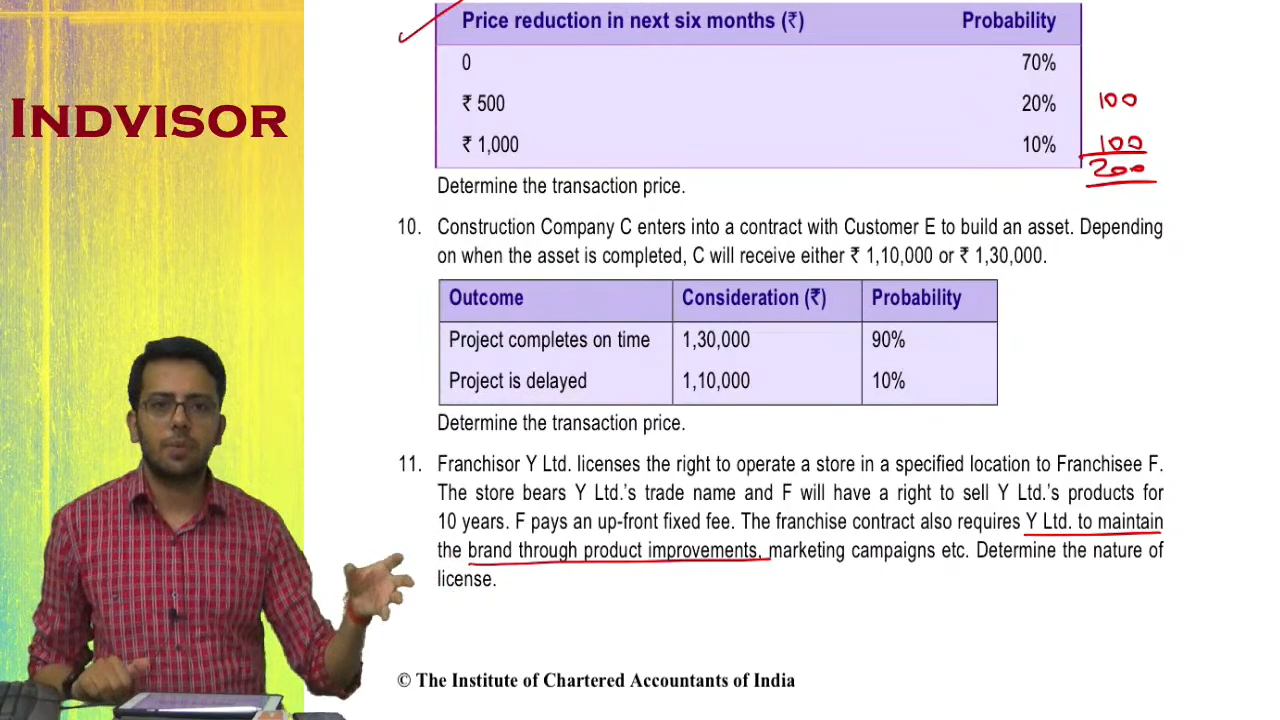 INDVISOR
Price reduction in next six months (₹) Probability
0 70%
₹ 500 20% 100
₹ 1,000 10% 100
200
Determine the transaction price.
10. Construction Company C enters into a contract with Customer E to build an asset. Depending
on when the asset is completed, C will receive either ₹ 1,10,000 or ₹ 1,30,000.
Outcome Consideration (₹) Probability
Project completes on time 1,30,000 90%
Project is delayed 1,10,000 10%
Determine the transaction price.
11. Franchisor Y Ltd. licenses the right to operate a store in a specified location to Franchisee F.
The store bears Y Ltd.'s trade name and F will have a right to sell Y Ltd.'s products for
10 years. F pays an up-front fixed fee. The franchise contract also requires Y Ltd. to maintain
the brand through product improvements, marketing campaigns etc. Determine the nature of
license.
© The Institute of Chartered Accountants of India